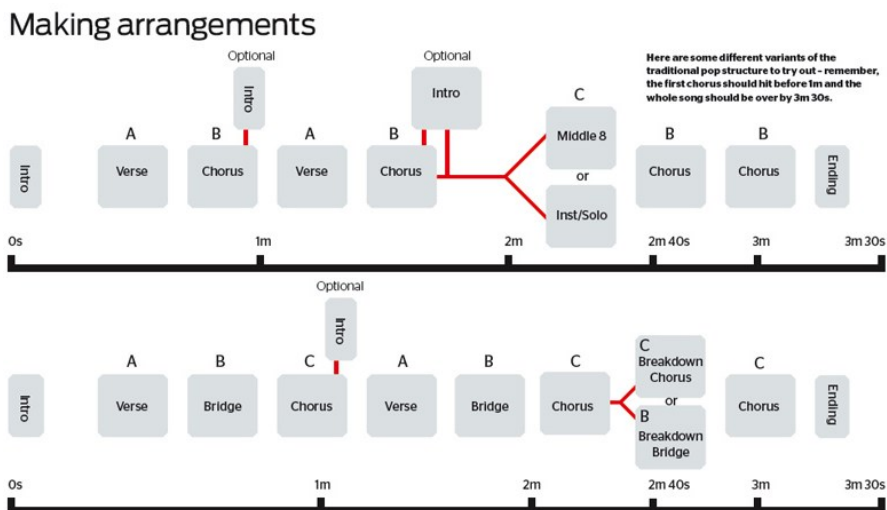 Making arrangements
Optional
Optional
Here are some different variants of the
traditional pop structure to try out – remember,
the first chorus should hit before 1m and the
whole song should be over by 3m 30s.
Intro
Intro
C
A
B
A
B
Middle 8
B
B
Intro
Verse
Chorus
Verse
Chorus
or
Chorus
Chorus
Ending
Inst/Solo
0s
1m
2m
2m 40s
3m
3m 30s
Optional
Intro
A
B
C
A
B
C
C
Breakdown
Chorus
C
Intro
Verse
Bridge
Chorus
Verse
Bridge
Chorus
or
Chorus
Ending
B
Breakdown
Bridge
0s
1m
2m
2m 40s
3m
3m 30s